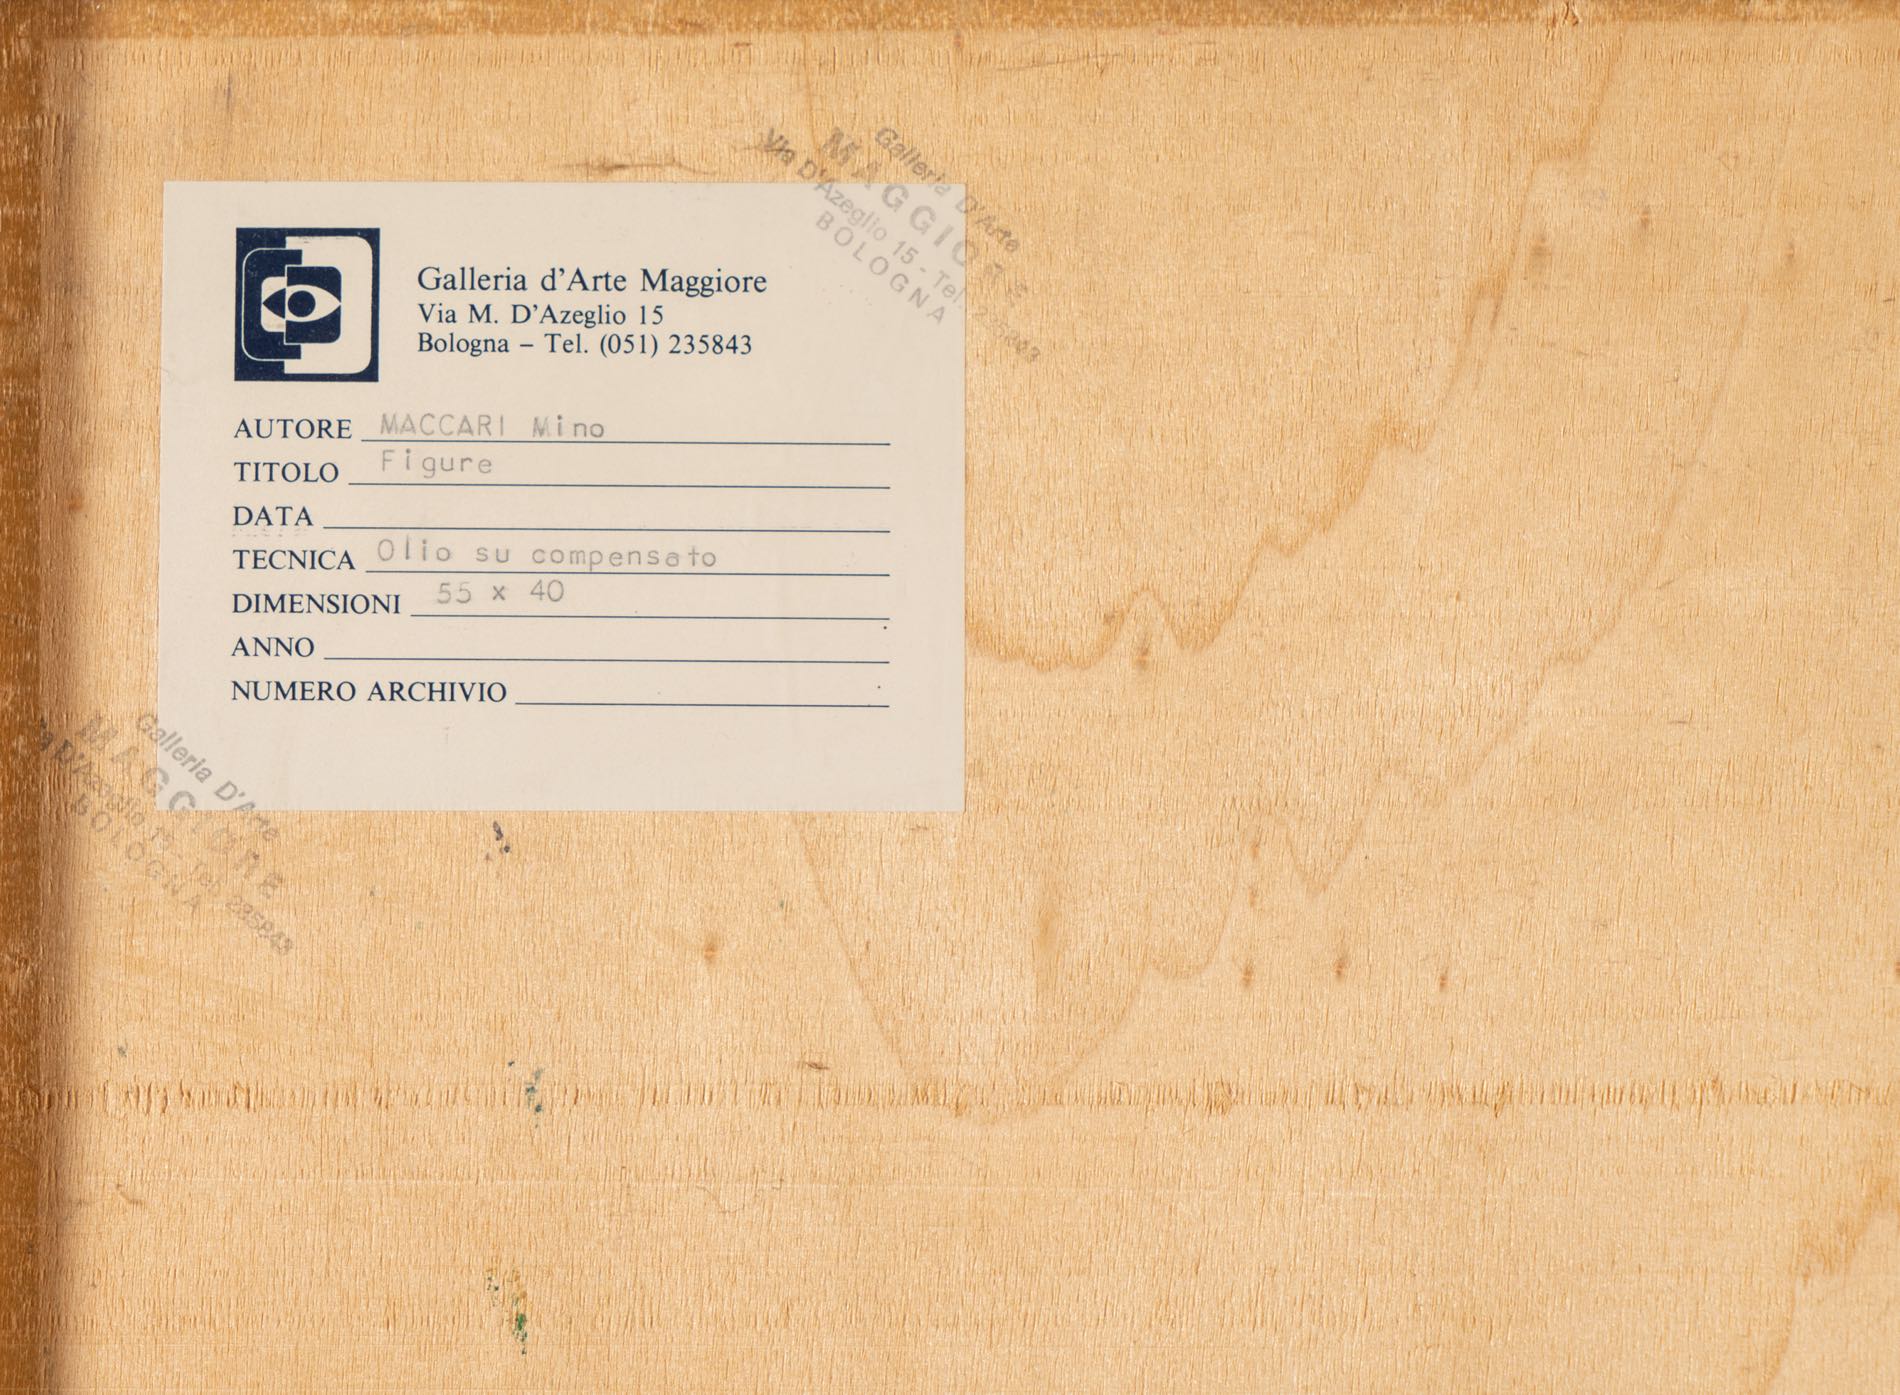 Galleria d'Arte Maggiore
Via M. D'Azeglio 15
Bologna – Tel. (051) 235843
AUTORE MACCARI Mino
TITOLO Figure
DATA
TECNICA Olio su compensato
DIMENSIONI 55 x 40
ANNO
NUMERO ARCHIVIO
Galleria D'Arte
MAGGIORE
Via D'Azeglio 15 - Tel. 235843
BOLOGNA
Galleria D'Arte
MAGGIORE
Via D'Azeglio 15 - Tel. 235843
BOLOGNA